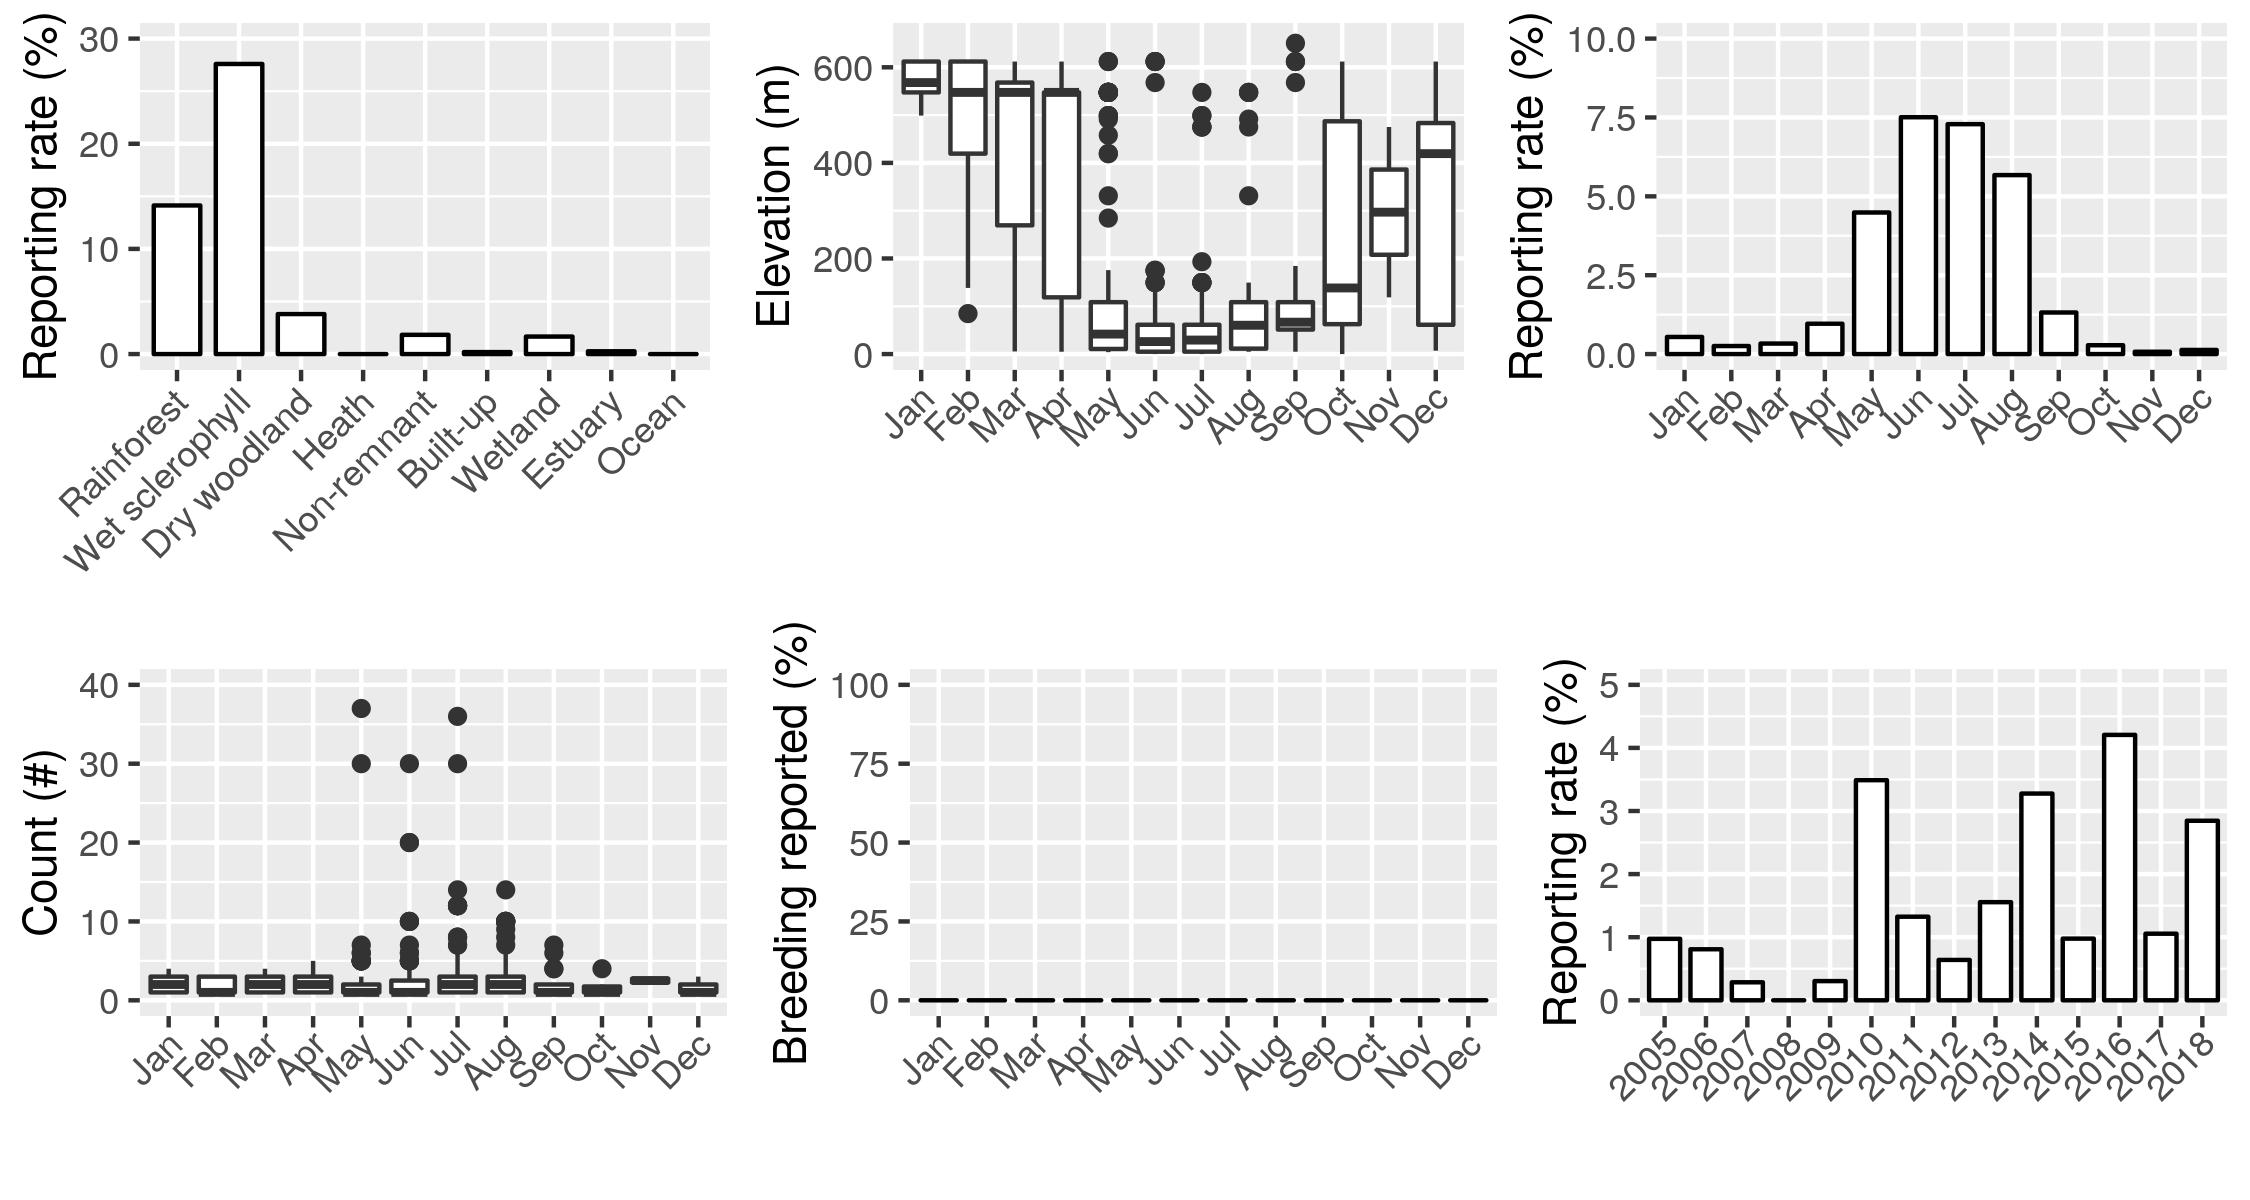 Reporting rate (%)
30
20
10
0
Rainforest
Wet sclerophyll
Dry woodland
Heath
Non-remnant
Built-up
Wetland
Estuary
Ocean
Elevation (m)
600
400
200
0
Jan
Feb
Mar
Apr
May
Jun
Jul
Aug
Sep
Oct
Nov
Dec
Reporting rate (%)
10.0
7.5
5.0
2.5
0.0
Jan
Feb
Mar
Apr
May
Jun
Jul
Aug
Sep
Oct
Nov
Dec
Count (#)
40
30
20
10
0
Jan
Feb
Mar
Apr
May
Jun
Jul
Aug
Sep
Oct
Nov
Dec
Breeding reported (%)
100
75
50
25
0
Jan
Feb
Mar
Apr
May
Jun
Jul
Aug
Sep
Oct
Nov
Dec
Reporting rate (%)
5
4
3
2
1
0
2005
2006
2007
2008
2009
2010
2011
2012
2013
2014
2015
2016
2017
2018